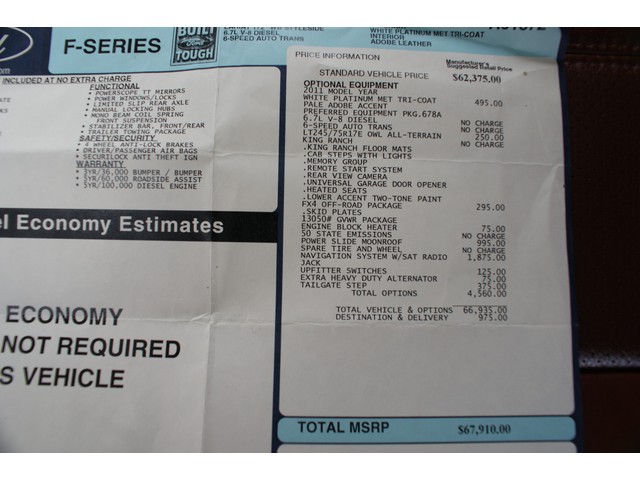 F-SERIES
BUILT
Ford
TOUGH
LARIAT 172" WB STYLESIDE
6.7L V-8 DIESEL
6-SPEED AUTO TRANS
WHITE PLATINUM MET TRI-COAT
INTERIOR
ADOBE LEATHER
.com
INCLUDED AT NO EXTRA CHARGE
FUNCTIONAL
• POWERSCOPE TT MIRRORS
• POWER WINDOWS/LOCKS
• LIMITED SLIP REAR AXLE
• MANUAL LOCKING HUBS
• MONO BEAM COIL SPRING
FRONT SUSPENSION
• STABILIZER BAR, FRONT/REAR
• TRAILER TOWING PACKAGE
SAFETY/SECURITY
• 4 WHEEL ANTI-LOCK BRAKES
• DRIVER/PASSENGER AIR BAGS
• SECURILOCK ANTI THEFT IGN
WARRANTY
• 3YR/36,000 BUMPER / BUMPER
• 5YR/60,000 ROADSIDE ASSIST
• 5YR/100,000 DIESEL ENGINE
el Economy Estimates
ECONOMY
NOT REQUIRED
S VEHICLE
PRICE INFORMATION
Manufacturer's
Suggested Retail Price
STANDARD VEHICLE PRICE $62,375.00
OPTIONAL EQUIPMENT
2011 MODEL YEAR
WHITE PLATINUM MET TRI-COAT 495.00
PALE ADOBE ACCENT
PREFERRED EQUIPMENT PKG.678A
6.7L V-8 DIESEL NO CHARGE
6-SPEED AUTO TRANS NO CHARGE
LT245/75R17E OWL ALL-TERRAIN 250.00
KING RANCH NO CHARGE
.KING RANCH FLOOR MATS
.CAB STEPS WITH LIGHTS
.MEMORY GROUP
.REMOTE START SYSTEM
.REAR VIEW CAMERA
.UNIVERSAL GARAGE DOOR OPENER
.HEATED SEATS
.LOWER ACCENT TWO-TONE PAINT
FX4 OFF-ROAD PACKAGE 295.00
.SKID PLATES
13050# GVWR PACKAGE
ENGINE BLOCK HEATER 75.00
50 STATE EMISSIONS NO CHARGE
POWER SLIDE MOONROOF 995.00
SPARE TIRE AND WHEEL NO CHARGE
NAVIGATION SYSTEM W/SAT RADIO 1,875.00
JACK
UPFITTER SWITCHES 125.00
EXTRA HEAVY DUTY ALTERNATOR 75.00
TAILGATE STEP 375.00
TOTAL OPTIONS 4,560.00
TOTAL VEHICLE & OPTIONS 66,935.00
DESTINATION & DELIVERY 975.00
TOTAL MSRP $67,910.00